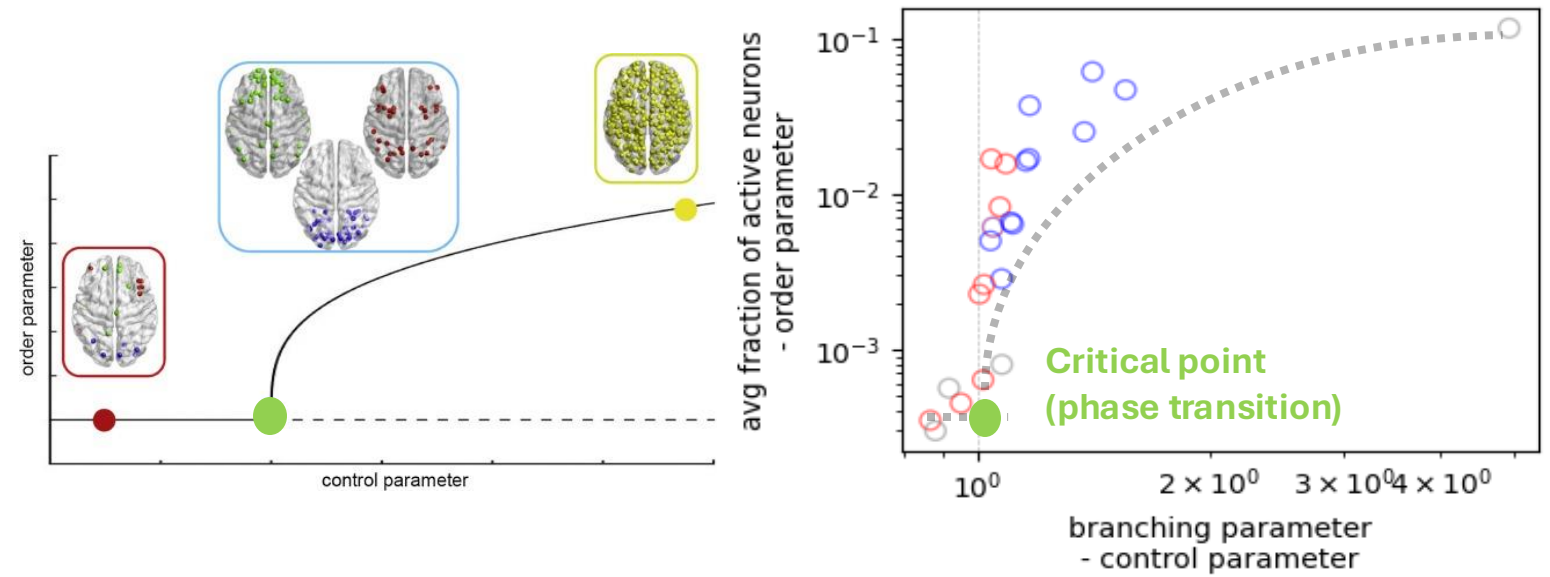 order parameter
control parameter
avg fraction of active neurons
- order parameter
10⁻¹
10⁻²
10⁻³
Critical point
(phase transition)
10⁰
2 × 10⁰
3 × 10⁰
4 × 10⁰
branching parameter
- control parameter